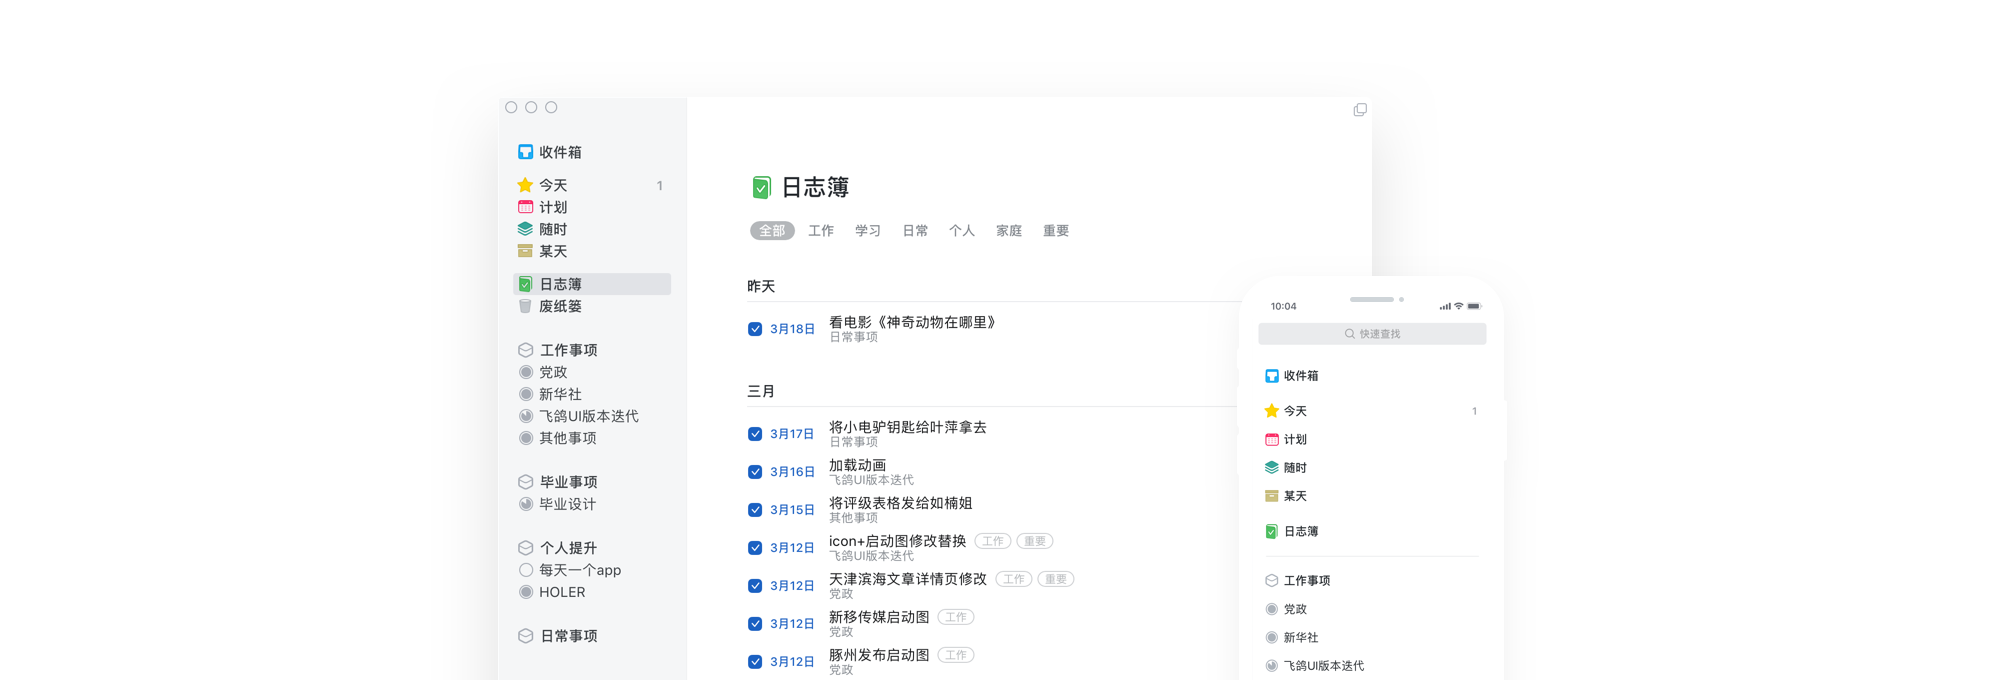 收件箱
今天 1
计划
随时
某天
日志簿
废纸篓
工作事项
党政
新华社
飞鸽UI版本迭代
其他事项
毕业事项
毕业设计
个人提升
每天一个app
HOLER
日常事项
日志簿
全部 工作 学习 日常 个人 家庭 重要
昨天
3月18日 看电影《神奇动物在哪里》
日常事项
三月
3月17日 将小电驴钥匙给叶萍拿去
日常事项
3月16日 加载动画
飞鸽UI版本迭代
3月15日 将评级表格发给如楠姐
其他事项
3月12日 icon+启动图修改替换 工作 重要
飞鸽UI版本迭代
3月12日 天津滨海文章详情页修改 工作 重要
党政
3月12日 新移传媒启动图 工作
党政
3月12日 豚州发布启动图 工作
党政
10:04
快速查找
收件箱
今天 1
计划
随时
某天
日志簿
工作事项
党政
新华社
飞鸽UI版本迭代